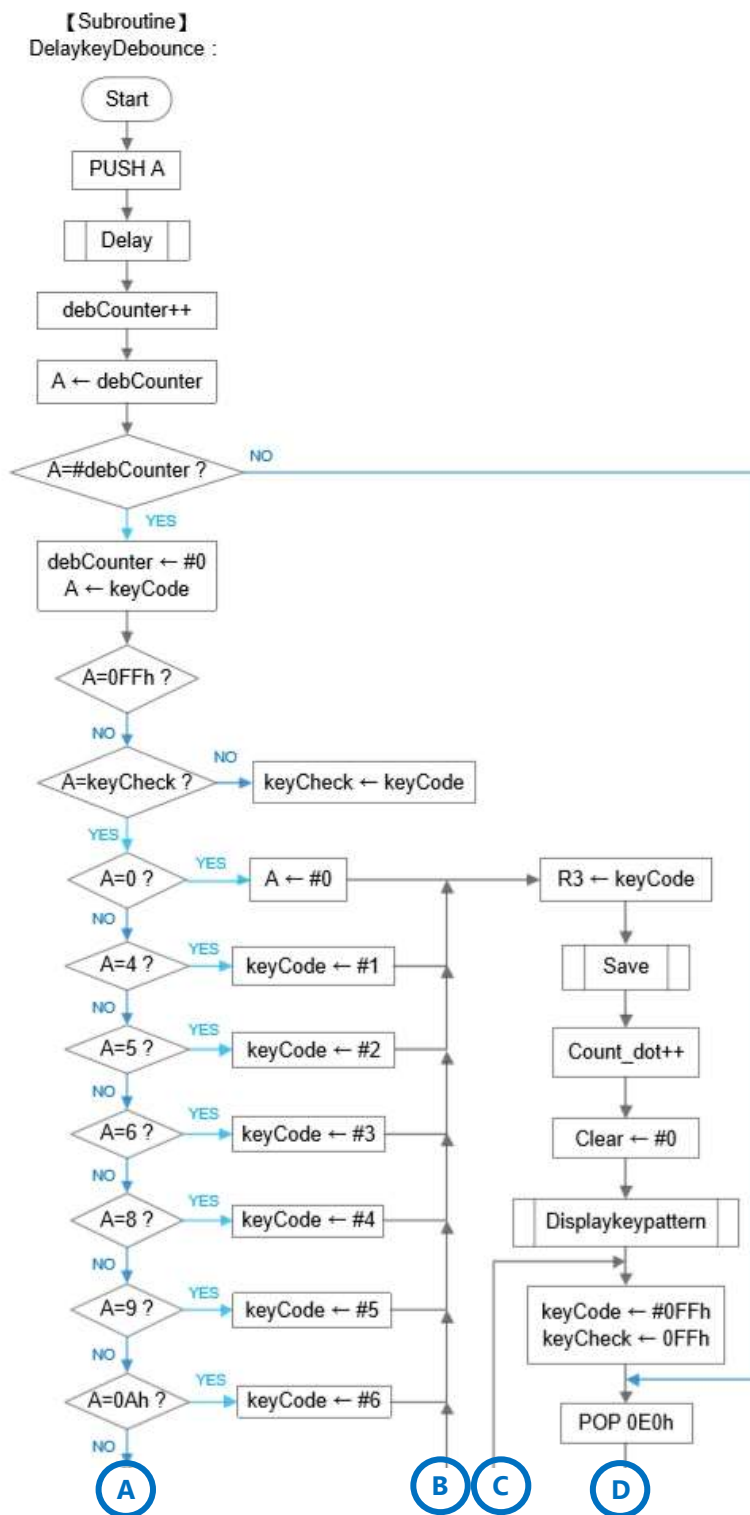 【Subroutine】
DelaykeyDebounce :
Start
PUSH A
Delay
debCounter++
A ← debCounter
A=#debCounter ?
NO
YES
debCounter ← #0
A ← keyCode
A=0FFh ?
NO
A=keyCheck ?
NO
keyCheck ← keyCode
YES
A=0 ?
YES
A ← #0
R3 ← keyCode
NO
A=4 ?
YES
keyCode ← #1
Save
NO
A=5 ?
YES
keyCode ← #2
Count_dot++
NO
A=6 ?
YES
keyCode ← #3
Clear ← #0
NO
A=8 ?
YES
keyCode ← #4
Displaykeypattern
NO
A=9 ?
YES
keyCode ← #5
keyCode ← #0FFh
keyCheck ← 0FFh
NO
A=0Ah ?
YES
keyCode ← #6
POP 0E0h
NO
A
B
C
D